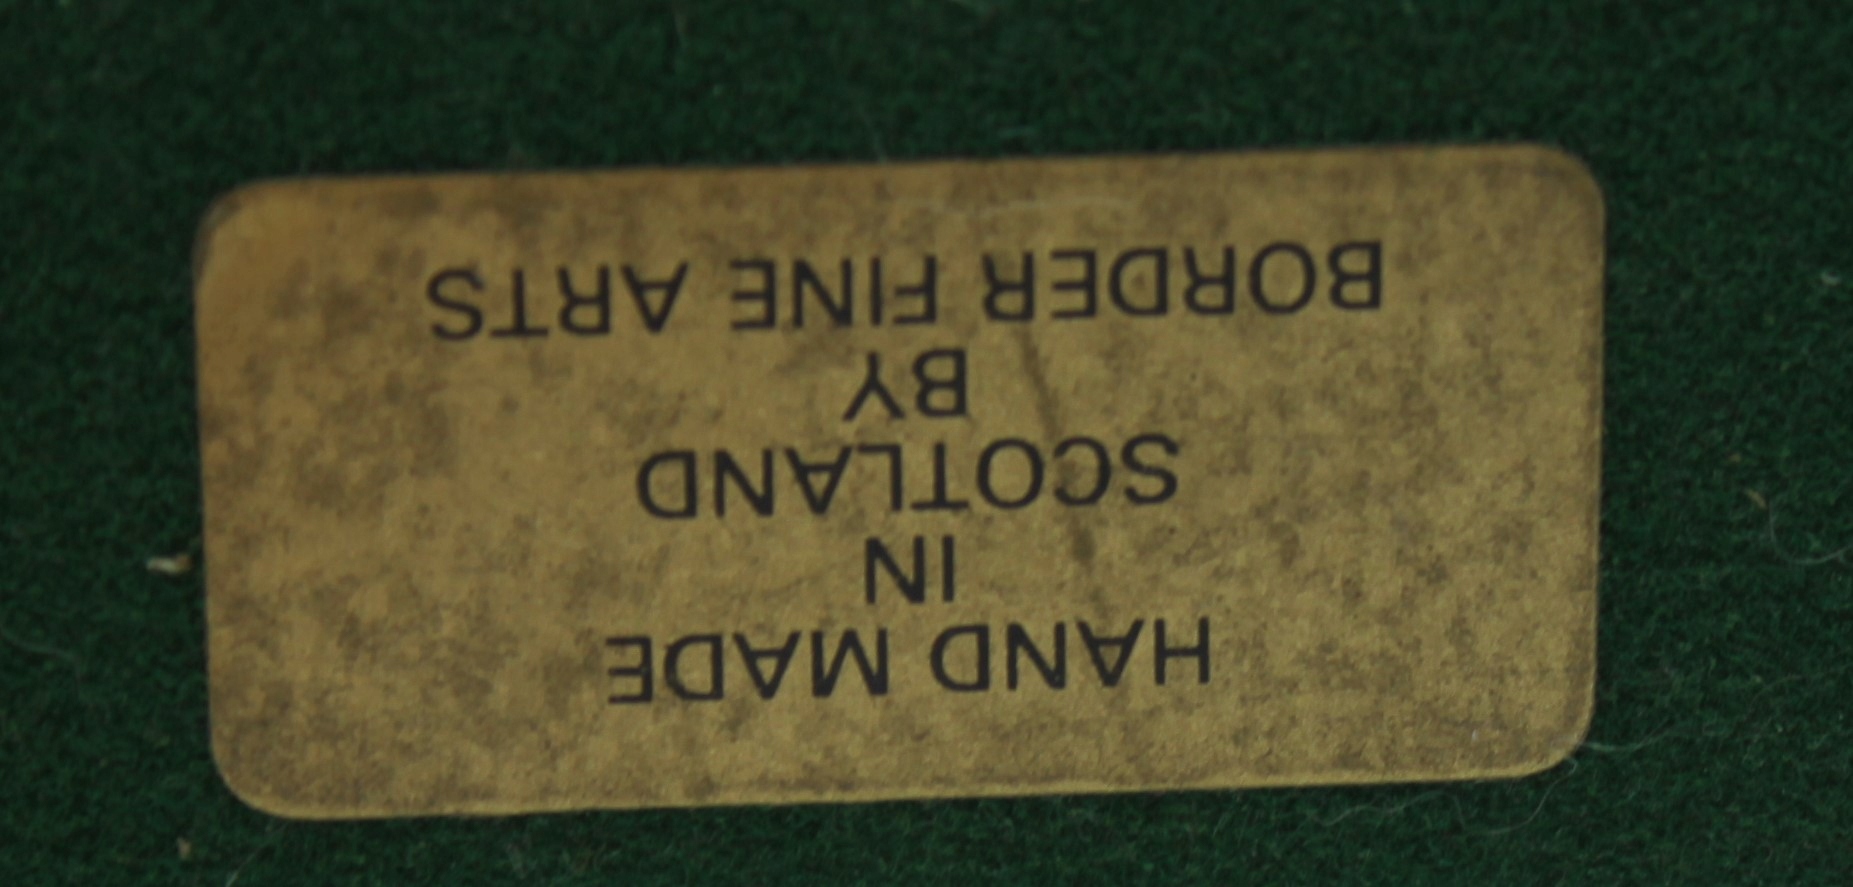 HAND MADE
IN
SCOTLAND
BY
BORDER FINE ARTS